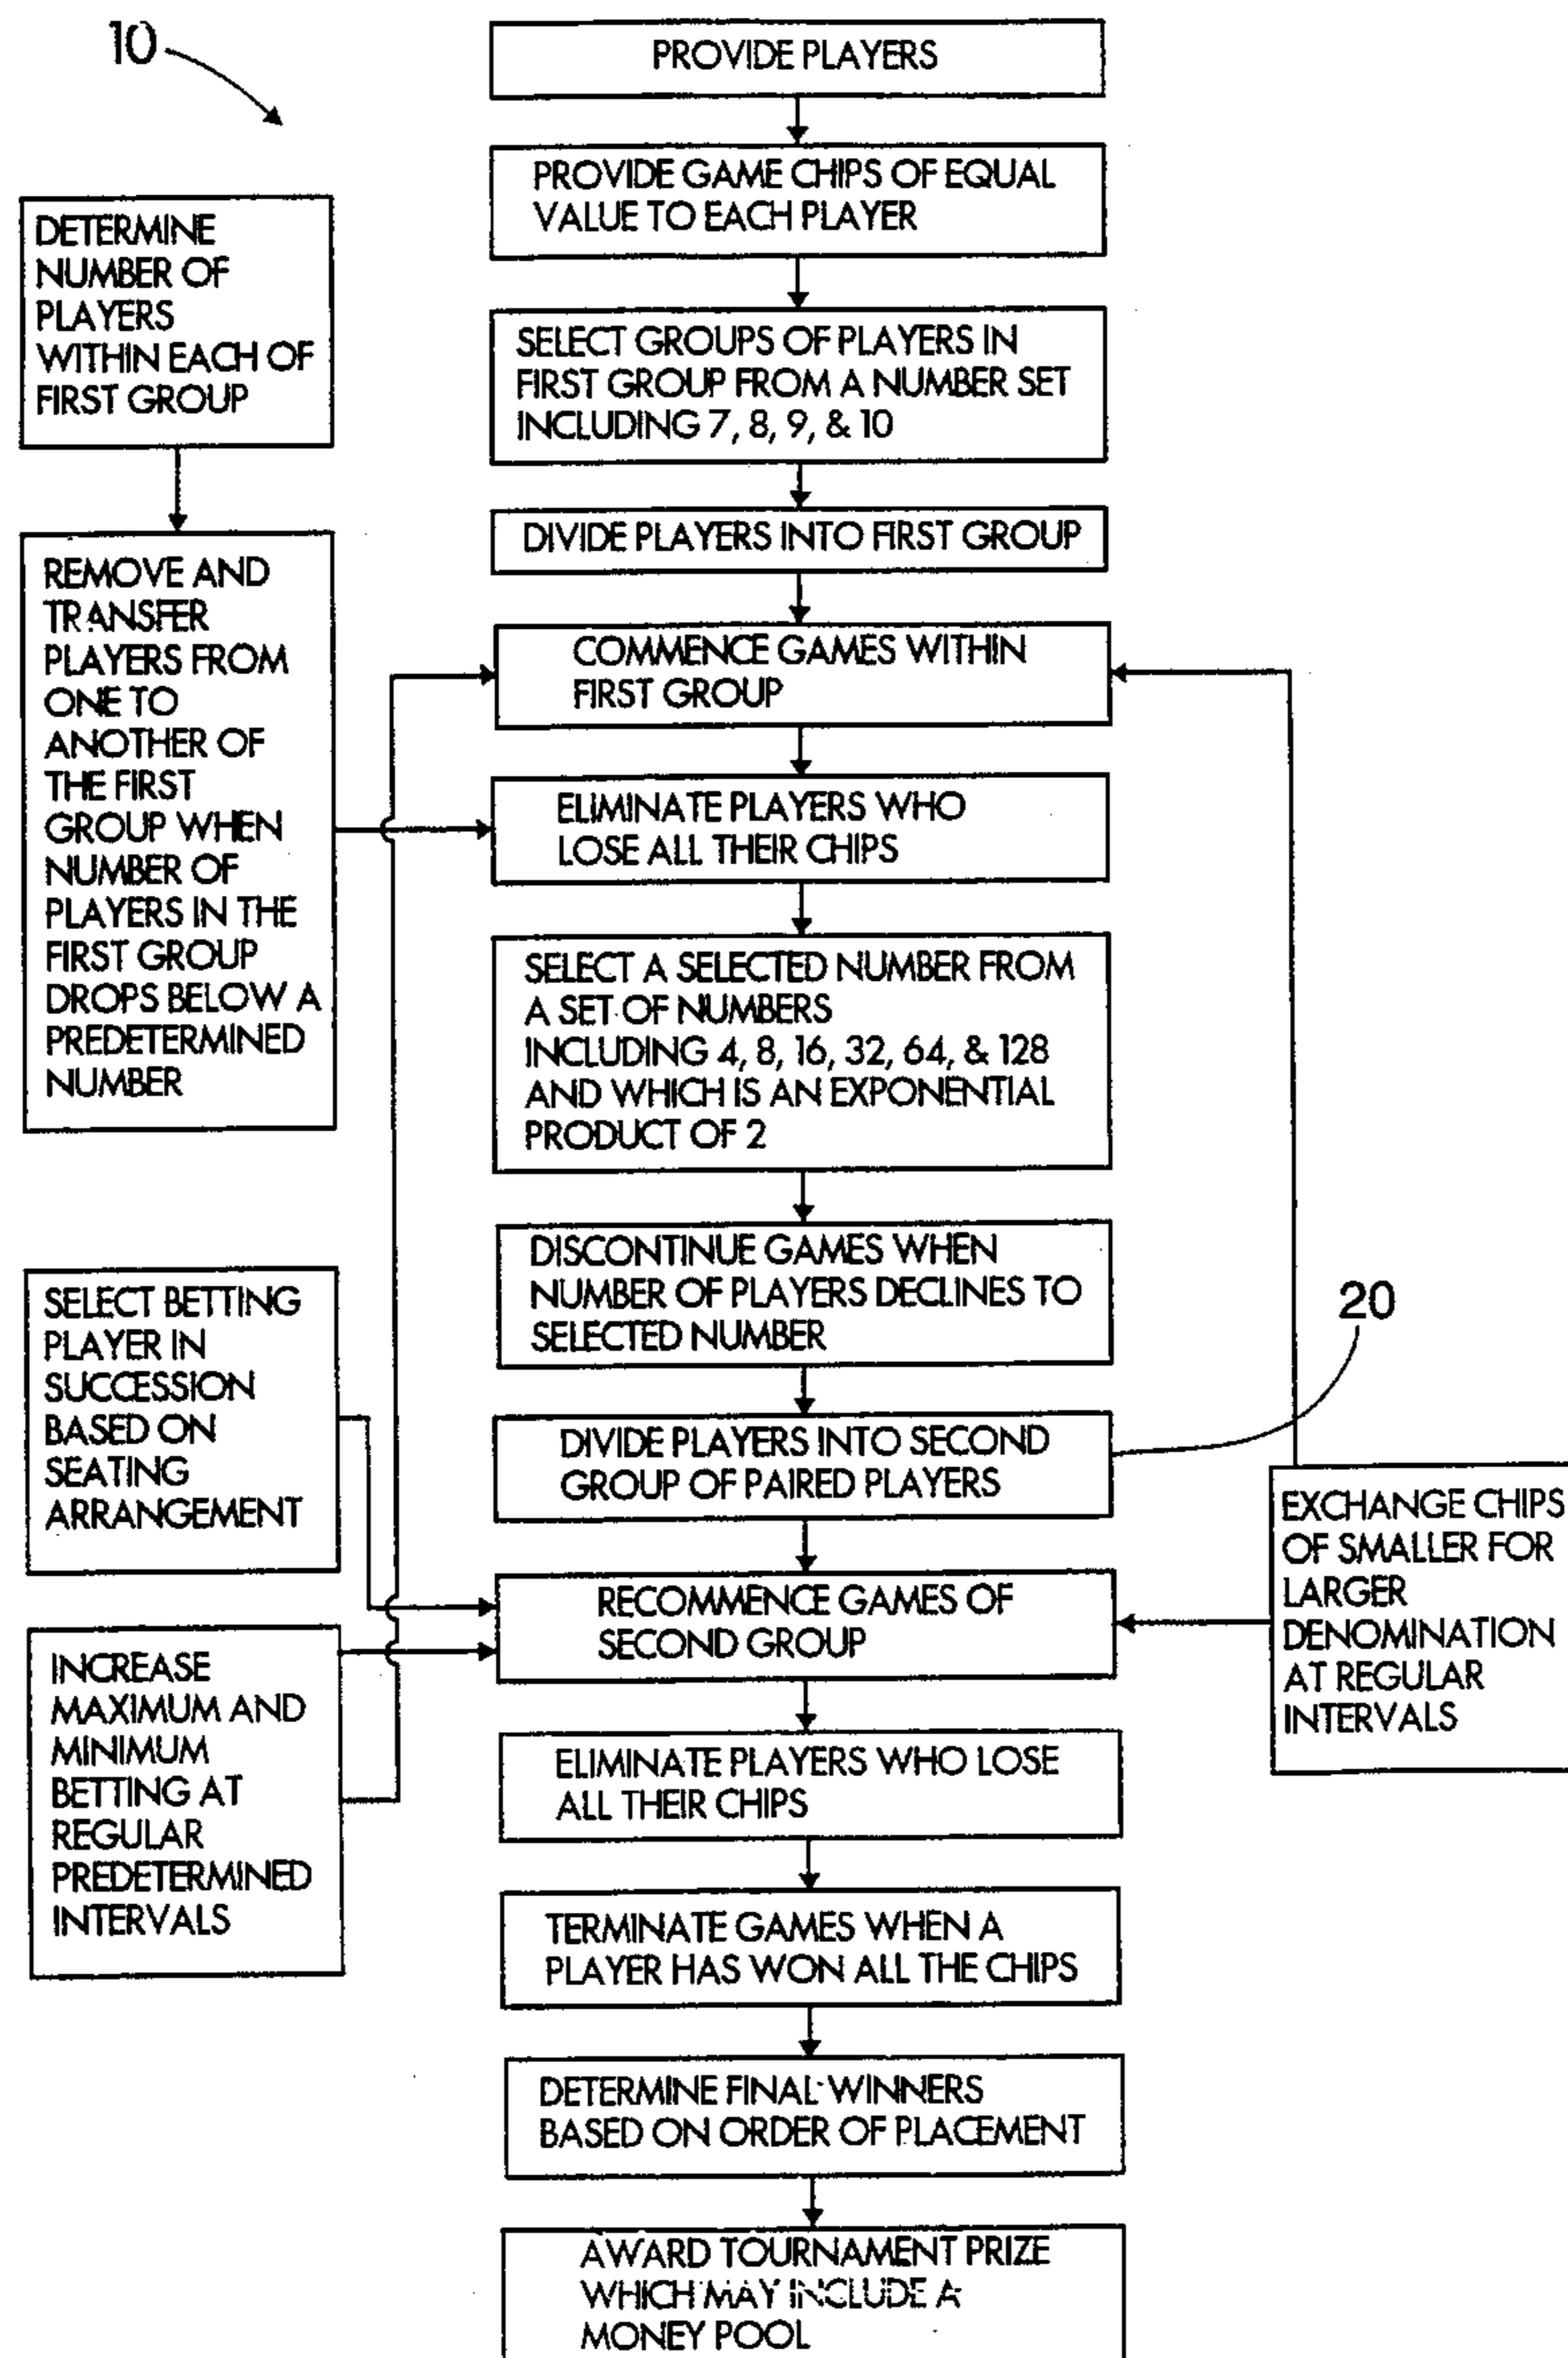 10
PROVIDE PLAYERS
PROVIDE GAME CHIPS OF EQUAL
VALUE TO EACH PLAYER
DETERMINE
NUMBER OF
PLAYERS
WITHIN EACH OF
FIRST GROUP
SELECT GROUPS OF PLAYERS IN
FIRST GROUP FROM A NUMBER SET
INCLUDING 7, 8, 9, & 10
DIVIDE PLAYERS INTO FIRST GROUP
REMOVE AND
TRANSFER
PLAYERS FROM
ONE TO
ANOTHER OF
THE FIRST
GROUP WHEN
NUMBER OF
PLAYERS IN THE
FIRST GROUP
DROPS BELOW A
PREDETERMINED
NUMBER
COMMENCE GAMES WITHIN
FIRST GROUP
ELIMINATE PLAYERS WHO
LOSE ALL THEIR CHIPS
SELECT A SELECTED NUMBER FROM
A SET OF NUMBERS
INCLUDING 4, 8, 16, 32, 64, & 128
AND WHICH IS AN EXPONENTIAL
PRODUCT OF 2
DISCONTINUE GAMES WHEN
NUMBER OF PLAYERS DECLINES TO
SELECTED NUMBER
SELECT BETTING
PLAYER IN
SUCCESSION
BASED ON
SEATING
ARRANGEMENT
20
DIVIDE PLAYERS INTO SECOND
GROUP OF PAIRED PLAYERS
EXCHANGE CHIPS
OF SMALLER FOR
LARGER
DENOMINATION
AT REGULAR
INTERVALS
RECOMMENCE GAMES OF
SECOND GROUP
INCREASE
MAXIMUM AND
MINIMUM
BETTING AT
REGULAR
PREDETERMINED
INTERVALS
ELIMINATE PLAYERS WHO LOSE
ALL THEIR CHIPS
TERMINATE GAMES WHEN A
PLAYER HAS WON ALL THE CHIPS
DETERMINE FINAL WINNERS
BASED ON ORDER OF PLACEMENT
AWARD TOURNAMENT PRIZE
WHICH MAY INCLUDE A
MONEY POOL